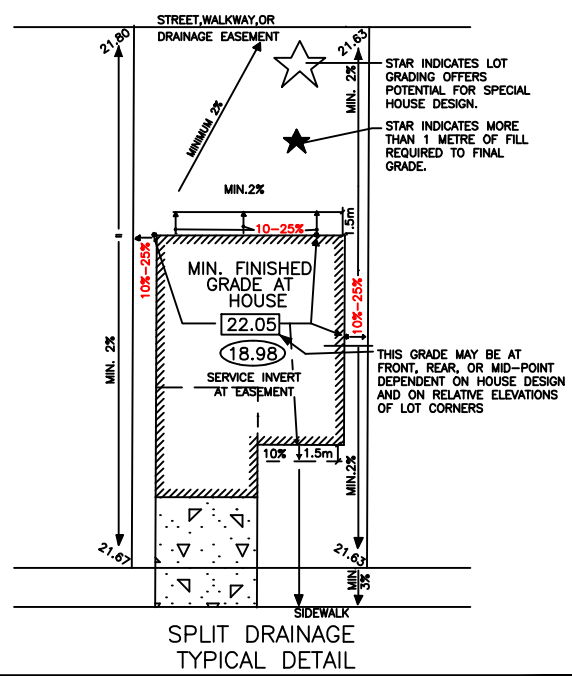 STREET,WALKWAY,OR
DRAINAGE EASEMENT
21.80
21.63
MIN. 2%
MINIMUM 2%
STAR INDICATES LOT
GRADING OFFERS
POTENTIAL FOR SPECIAL
HOUSE DESIGN.
STAR INDICATES MORE
THAN 1 METRE OF FILL
REQUIRED TO FINAL
GRADE.
MIN.2%
1.5m
10-25%
10%-25%
MIN. FINISHED
GRADE AT
HOUSE
22.05
18.98
SERVICE INVERT
AT EASEMENT
10%-25%
MIN. 2%
THIS GRADE MAY BE AT
FRONT, REAR, OR MID-POINT
DEPENDENT ON HOUSE DESIGN
AND ON RELATIVE ELEVATIONS
OF LOT CORNERS
10%
1.5m
MIN.2%
21.67
21.63
MIN.
3%
SIDEWALK
SPLIT DRAINAGE
TYPICAL DETAIL